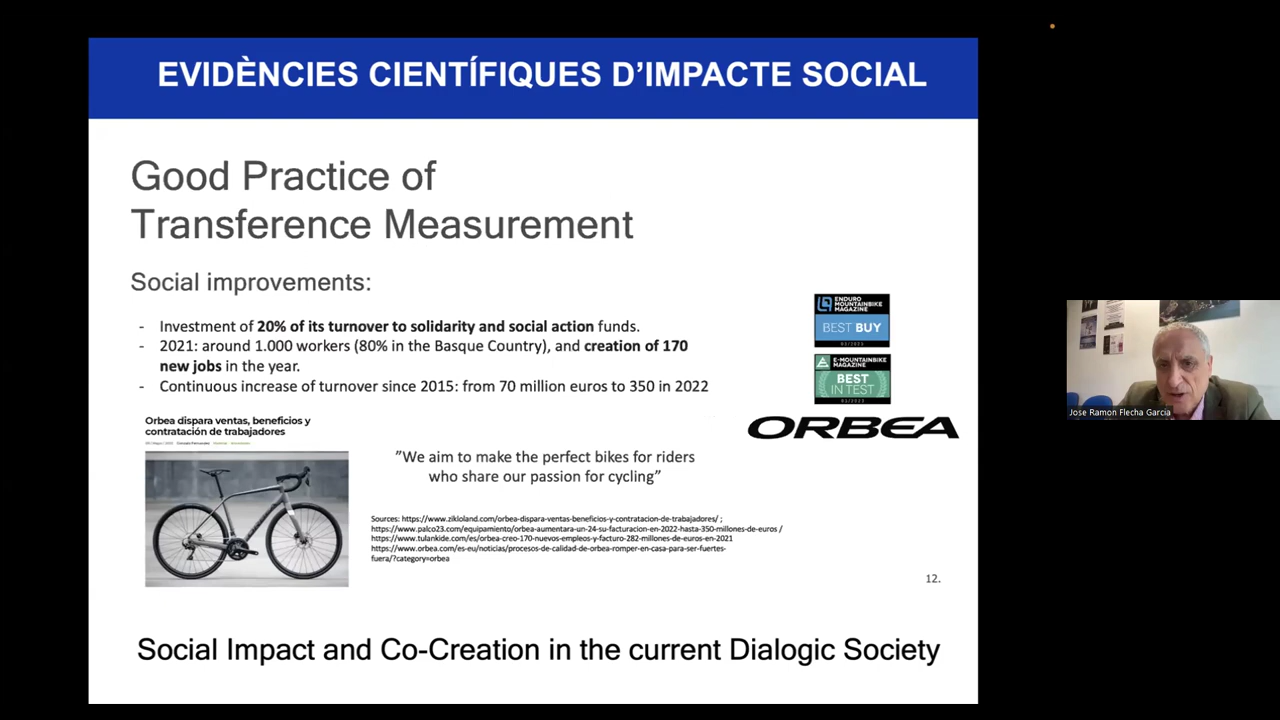 EVIDÈNCIES CIENTÍFIQUES D'IMPACTE SOCIAL
Good Practice of
Transference Measurement
Social improvements:
- Investment of 20% of its turnover to solidarity and social action funds.
- 2021: around 1.000 workers (80% in the Basque Country), and creation of 170
new jobs in the year.
- Continuous increase of turnover since 2015: from 70 million euros to 350 in 2022
ENDURO
MOUNTAINBIKE
MAGAZINE
BEST BUY
E-MOUNTAINBIKE
MAGAZINE
BEST
IN TEST
ORBEA
Orbea dispara ventas, beneficios y
contratación de trabajadores
"We aim to make the perfect bikes for riders
who share our passion for cycling"
Sources: https://www.zikloland.com/orbea-dispara-ventas-beneficios-y-contratacion-de-trabajadores/ ;
https://www.palco23.com/equipamiento/orbea-aumentara-un-24-su-facturacion-en-2022-hasta-350-millones-de-euros /
https://www.tulankide.com/es/orbea-creo-170-nuevos-empleos-y-facturo-282-millones-de-euros-en-2021
https://www.orbea.com/es-eu/noticias/procesos-de-calidad-de-orbea-romper-en-casa-para-ser-fuertes-
fuera/?category=orbea
12.
Social Impact and Co-Creation in the current Dialogic Society
Jose Ramon Flecha Garcia